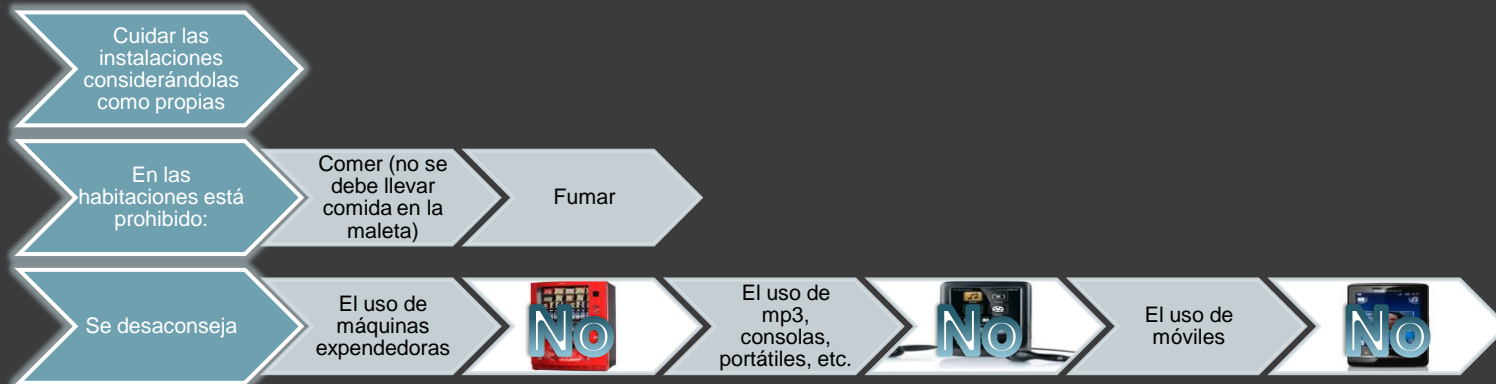 Cuidar las
instalaciones
considerándolas
como propias
En las
habitaciones está
prohibido:
Comer (no se
debe llevar
comida en la
maleta)
Fumar
Se desaconseja
El uso de
máquinas
expendedoras
No
El uso de
mp3,
consolas,
portátiles, etc.
No
El uso de
móviles
No